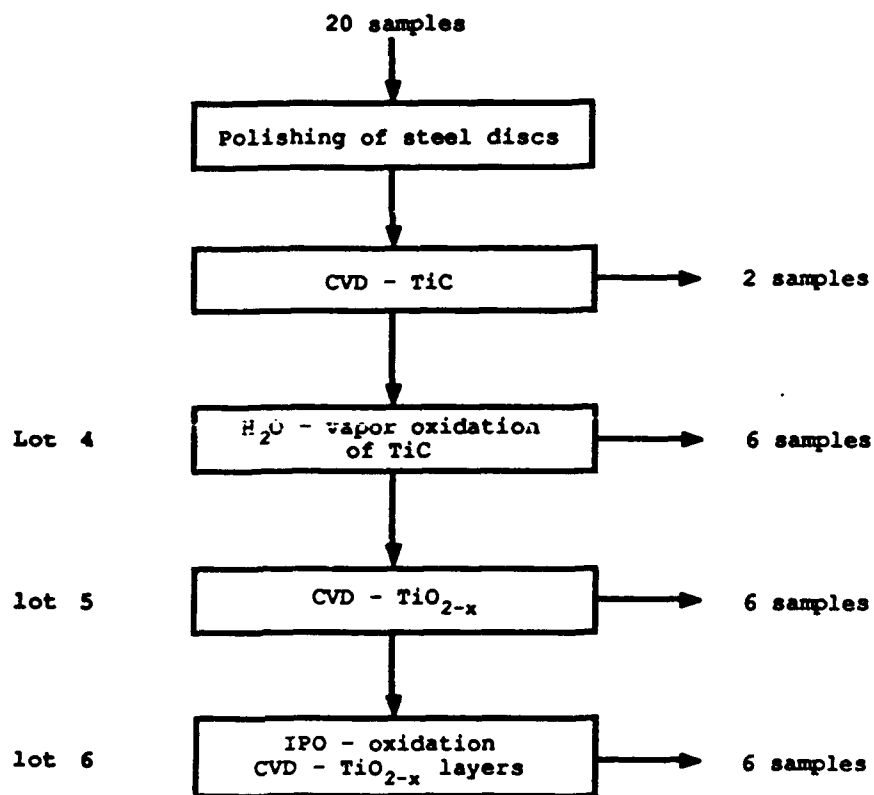 20 samples
Polishing of steel discs
CVD - TiC
2 samples
Lot 4
H₂O - vapor oxidation
of TiC
6 samples
lot 5
CVD - TiO₂₋ₓ
6 samples
lot 6
IPO - oxidation
CVD - TiO₂₋ₓ layers
6 samples